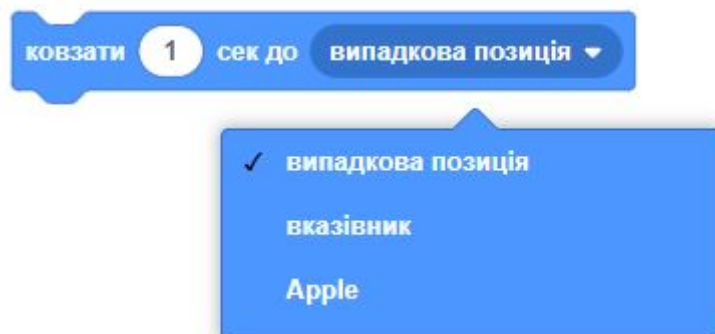 ковзати 1 сек до випадкова позиція
✓ випадкова позиція
вказівник
Apple